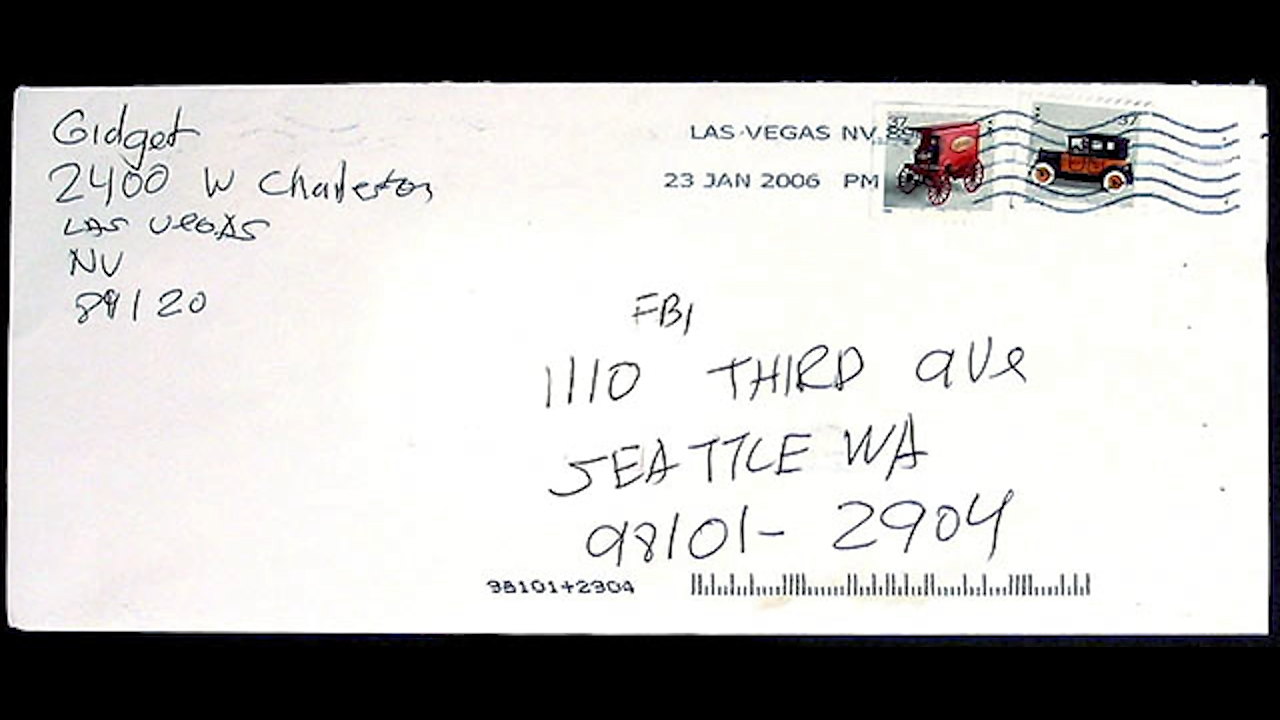 Gidget
2400 W Charleston
LAS VEGAS
NV
89120
LAS VEGAS NV
23 JAN 2006 PM
37
37
FBI
1110 THIRD ave
SEATTLE WA
98101- 2904
98101+2904